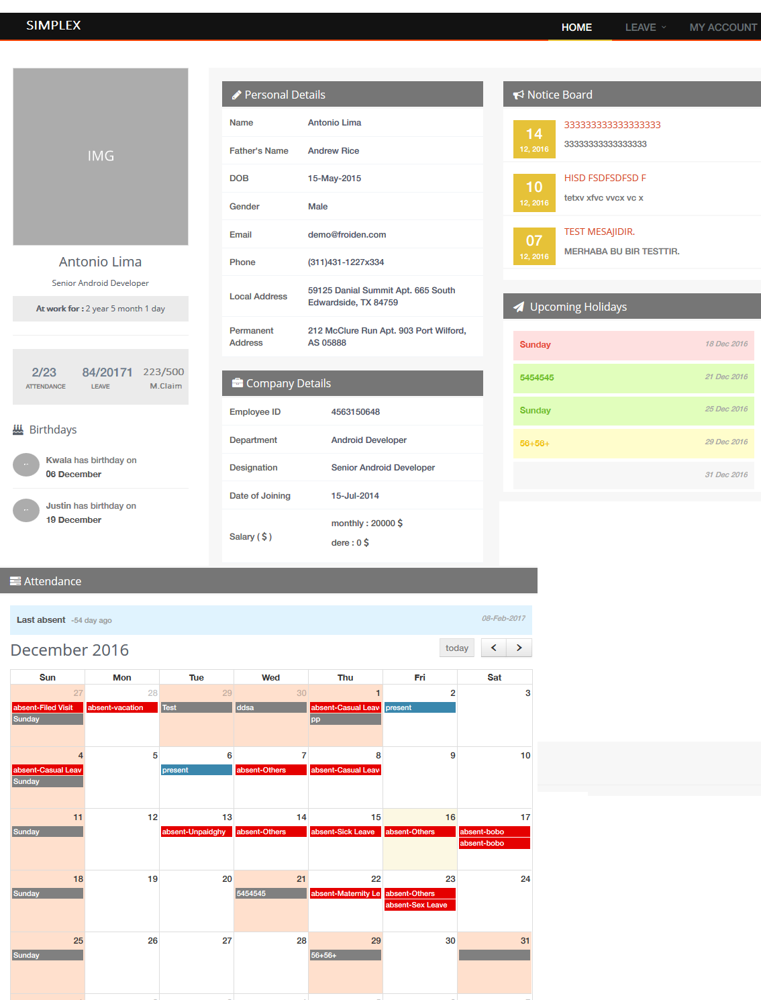 SIMPLEX
HOME
LEAVE
MY ACCOUNT
IMG
Antonio Lima
Senior Android Developer
At work for : 2 year 5 month 1 day
2/23 84/20171 223/500
ATTENDANCE LEAVE M.Claim
Birthdays
Kwala has birthday on
06 December
Justin has birthday on
19 December
Personal Details
Name Antonio Lima
Father's Name Andrew Rice
DOB 15-May-2015
Gender Male
Email demo@froiden.com
Phone (311)431-1227x334
Local Address 59125 Danial Summit Apt. 665 South
Edwardside, TX 84759
Permanent Address 212 McClure Run Apt. 903 Port Wilford,
AS 05888
Company Details
Employee ID 4563150648
Department Android Developer
Designation Senior Android Developer
Date of Joining 15-Jul-2014
Salary ( $ ) monthly : 20000 $
dere : 0 $
Notice Board
14
12, 2016
333333333333333333
33333333333333333
10
12, 2016
HISD FSDFSDFSD F
tetxv xfvc vvcx vc x
07
12, 2016
TEST MESAJIDIR.
MERHABA BU BIR TESTTIR.
Upcoming Holidays
Sunday 18 Dec 2016
5454545 21 Dec 2016
Sunday 25 Dec 2016
56+56+ 29 Dec 2016
31 Dec 2016
Attendance
Last absent -54 day ago 08-Feb-2017
December 2016 today
Sun Mon Tue Wed Thu Fri Sat
27 28 29 30 1 2 3
absent-Filed Visit absent-vacation Test ddsa absent-Casual Leav present
Sunday pp
4 5 6 7 8 9 10
absent-Casual Leav present absent-Others absent-Casual Leav
Sunday
11 12 13 14 15 16 17
Sunday absent-Unpaidghy absent-Others absent-Sick Leave absent-Others absent-bobo
absent-bobo
18 19 20 21 22 23 24
Sunday 5454545 absent-Maternity Le absent-Others
absent-Sex Leave
25 26 27 28 29 30 31
Sunday 56+56+